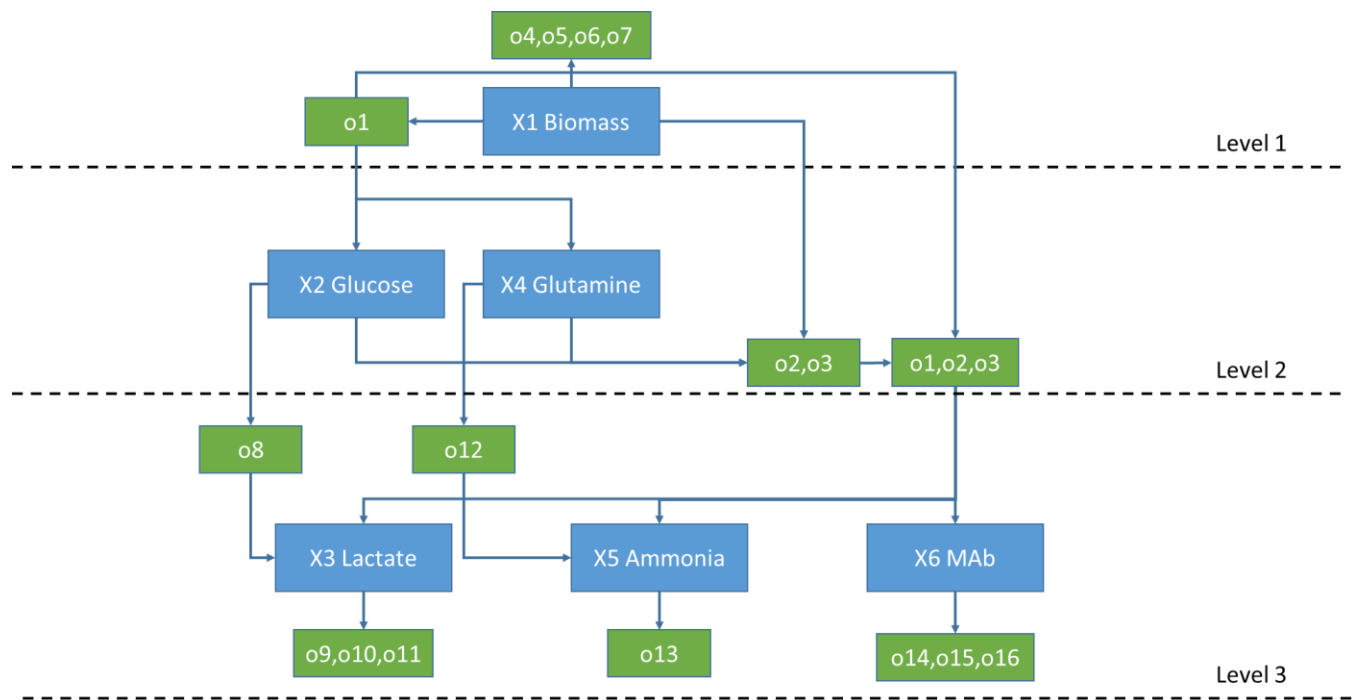 o4,o5,o6,o7
o1
X1 Biomass
Level 1
X2 Glucose
X4 Glutamine
o2,o3
o1,o2,o3
Level 2
o8
o12
X3 Lactate
X5 Ammonia
X6 MAb
o9,o10,o11
o13
o14,o15,o16
Level 3